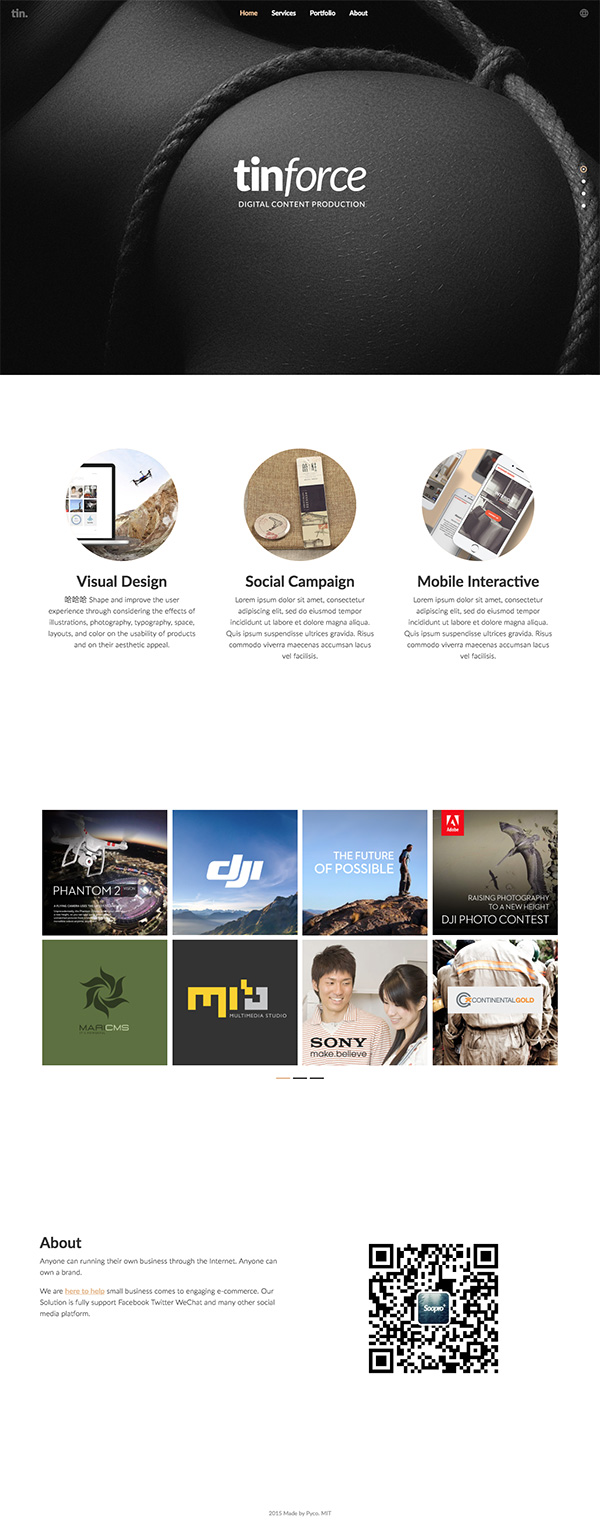 tin.
Home Services Portfolio About
tinforce
DIGITAL CONTENT PRODUCTION
Visual Design
哈哈哈 Shape and improve the user
experience through considering the effects of
illustrations, photography, typography, space,
layouts, and color on the usability of products
and on their aesthetic appeal.
Social Campaign
Lorem ipsum dolor sit amet, consectetur
adipiscing elit, sed do eiusmod tempor
incididunt ut labore et dolore magna aliqua.
Quis ipsum suspendisse ultrices gravida. Risus
commodo viverra maecenas accumsan lacus
vel facilisis.
Mobile Interactive
Lorem ipsum dolor sit amet, consectetur
adipiscing elit, sed do eiusmod tempor
incididunt ut labore et dolore magna aliqua.
Quis ipsum suspendisse ultrices gravida. Risus
commodo viverra maecenas accumsan lacus
vel facilisis.
PHANTOM 2 VISION
dji
THE FUTURE
OF POSSIBLE
Adobe
RAISING PHOTOGRAPHY
TO A NEW HEIGHT
DJI PHOTO CONTEST
MARICMS
MULTIMEDIA STUDIO
SONY
make.believe
CONTINENTALGOLD
About
Anyone can running their own business through the Internet. Anyone can
own a brand.
We are here to help small business comes to engaging e-commerce. Our
Solution is fully support Facebook Twitter WeChat and many other social
media platform.
Soopro
2015 Made by Pyco. MIT